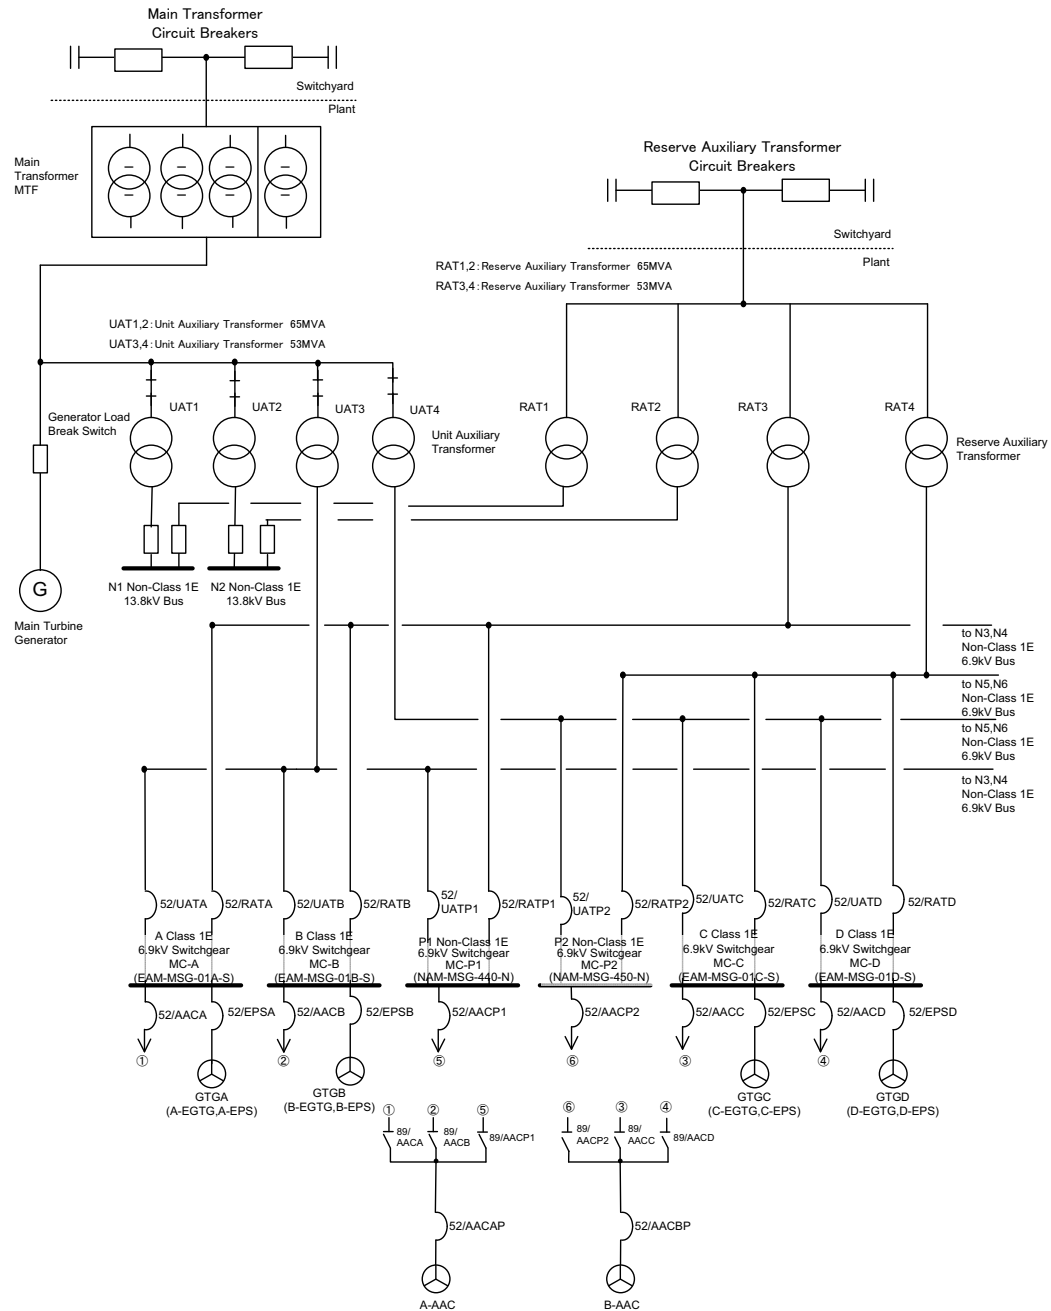 Main Transformer
Circuit Breakers
Switchyard
Plant
Main
Transformer
MTF
Reserve Auxiliary Transformer
Circuit Breakers
Switchyard
Plant
RAT1,2:Reserve Auxiliary Transformer 65MVA
RAT3,4:Reserve Auxiliary Transformer 53MVA
UAT1,2:Unit Auxiliary Transformer 65MVA
UAT3,4:Unit Auxiliary Transformer 53MVA
UAT1
UAT2
UAT3
UAT4
RAT1
RAT2
RAT3
RAT4
Generator Load
Break Switch
Unit Auxiliary
Transformer
Reserve Auxiliary
Transformer
G
Main Turbine
Generator
N1 Non-Class 1E
13.8kV Bus
N2 Non-Class 1E
13.8kV Bus
to N3,N4
Non-Class 1E
6.9kV Bus
to N5,N6
Non-Class 1E
6.9kV Bus
to N5,N6
Non-Class 1E
6.9kV Bus
to N3,N4
Non-Class 1E
6.9kV Bus
52/UATA
52/RATA
52/UATB
52/RATB
52/
UATP1
52/RATP1
52/
UATP2
52/RATP2
52/UATC
52/RATC
52/UATD
52/RATD
A Class 1E
6.9kV Switchgear
MC-A
(EAM-MSG-01A-S)
B Class 1E
6.9kV Switchgear
MC-B
(EAM-MSG-01B-S)
P1 Non-Class 1E
6.9kV Switchgear
MC-P1
(NAM-MSG-440-N)
P2 Non-Class 1E
6.9kV Switchgear
MC-P2
(NAM-MSG-450-N)
C Class 1E
6.9kV Switchgear
MC-C
(EAM-MSG-01C-S)
D Class 1E
6.9kV Switchgear
MC-D
(EAM-MSG-01D-S)
52/AACA
52/EPSA
52/AACB
52/EPSB
52/AACP1
52/AACP2
52/AACC
52/EPSC
52/AACD
52/EPSD
①
②
⑤
⑥
③
④
GTGA
(A-EGTG,A-EPS)
GTGB
(B-EGTG,B-EPS)
GTGC
(C-EGTG,C-EPS)
GTGD
(D-EGTG,D-EPS)
①
②
⑤
⑥
③
④
89/
AACA
89/
AACB
89/AACP1
89/
AACP2
89/
AACC
89/AACD
52/AACAP
52/AACBP
A-AAC
B-AAC